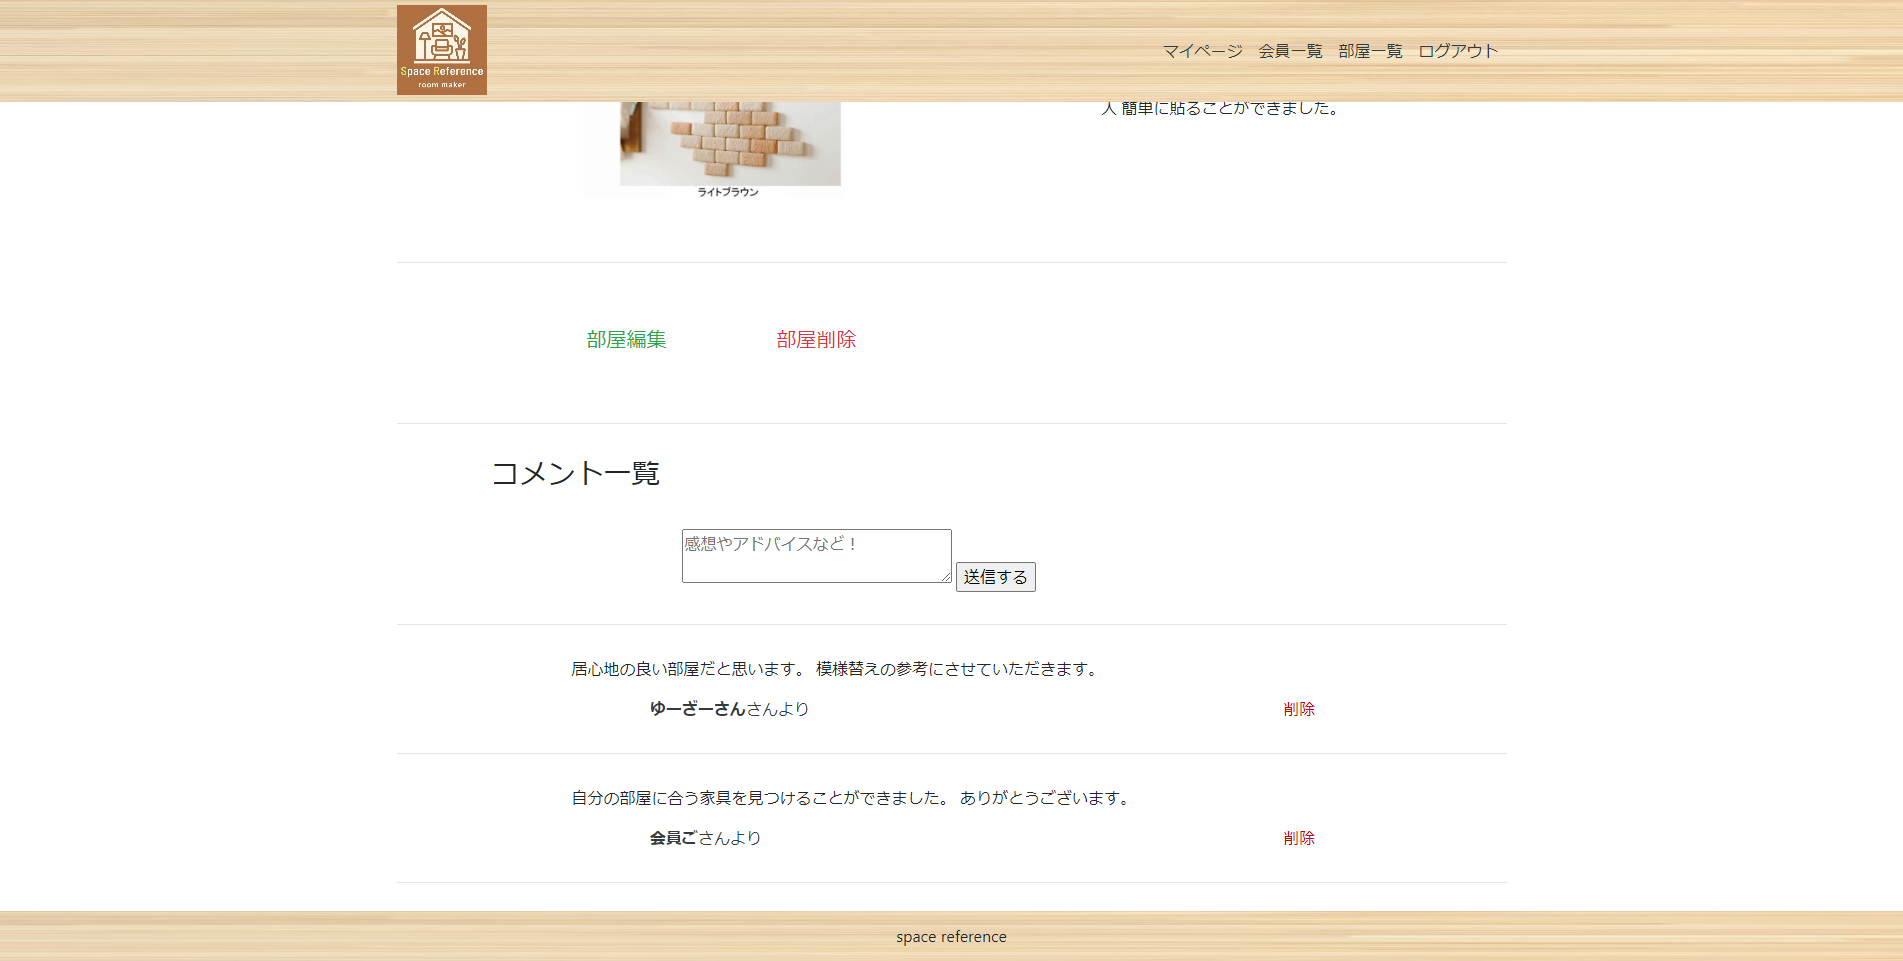 Space Reference
room maker
マイページ 会員一覧 部屋一覧 ログアウト
人 簡単に貼ることができました。
ライトブラウン
部屋編集 部屋削除
コメント一覧
感想やアドバイスなど！
送信する
居心地の良い部屋だと思います。 模様替えの参考にさせていただきます。
ゆーざーさんさんより 削除
自分の部屋に合う家具を見つけることができました。 ありがとうございます。
会員ごさんより 削除
space reference